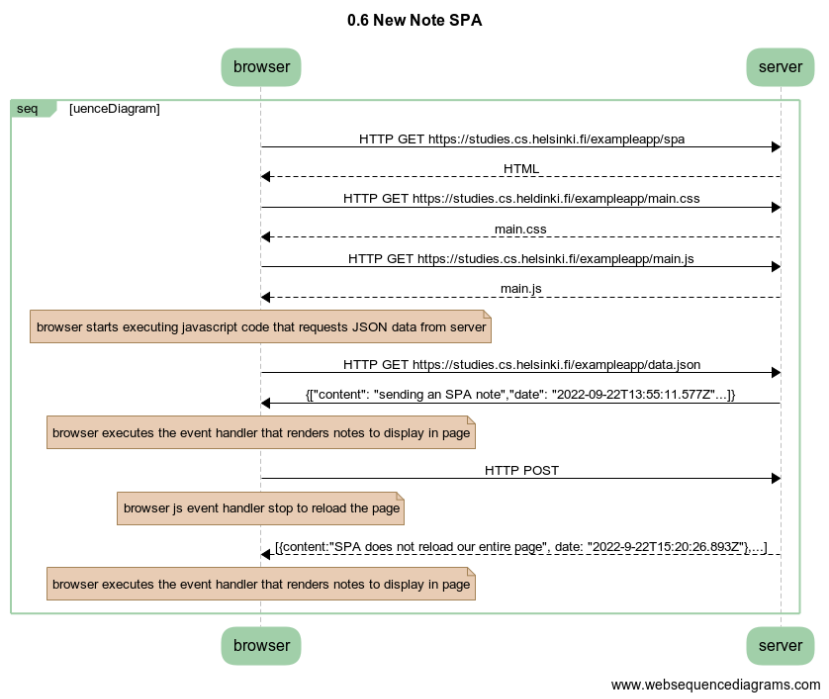 0.6 New Note SPA
browser
server
seq
[uenceDiagram]
HTTP GET https://studies.cs.helsinki.fi/exampleapp/spa
HTML
HTTP GET https://studies.cs.heldinki.fi/exampleapp/main.css
main.css
HTTP GET https://studies.cs.helsinki.fi/exampleapp/main.js
main.js
browser starts executing javascript code that requests JSON data from server
HTTP GET https://studies.cs.helsinki.fi/exampleapp/data.json
{["content": "sending an SPA note","date": "2022-09-22T13:55:11.577Z"...]}
browser executes the event handler that renders notes to display in page
HTTP POST
browser js event handler stop to reload the page
[{content:"SPA does not reload our entire page", date: "2022-9-22T15:20:26.893Z"},...]
browser executes the event handler that renders notes to display in page
browser
server
www.websequencediagrams.com